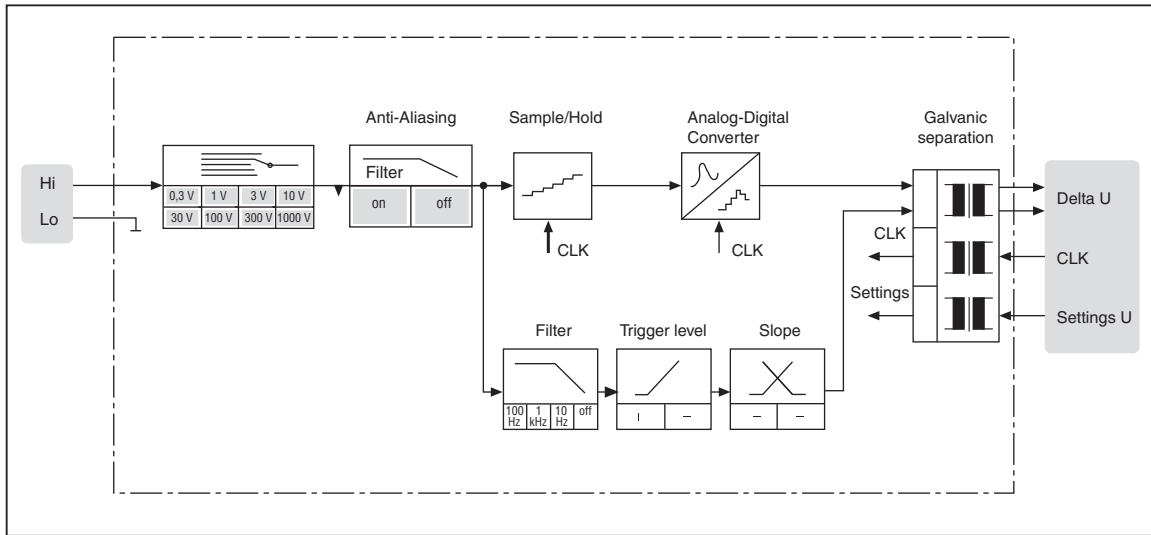 Anti-Aliasing
Sample/Hold
Analog-Digital
Converter
Galvanic
separation
Hi
Lo
0,3 V 1 V 3 V 10 V
30 V 100 V 300 V 1000 V
Filter
on off
CLK
CLK
CLK
Settings
Delta U
CLK
Settings U
Filter
Trigger level
Slope
100 Hz 1 kHz 10 Hz off